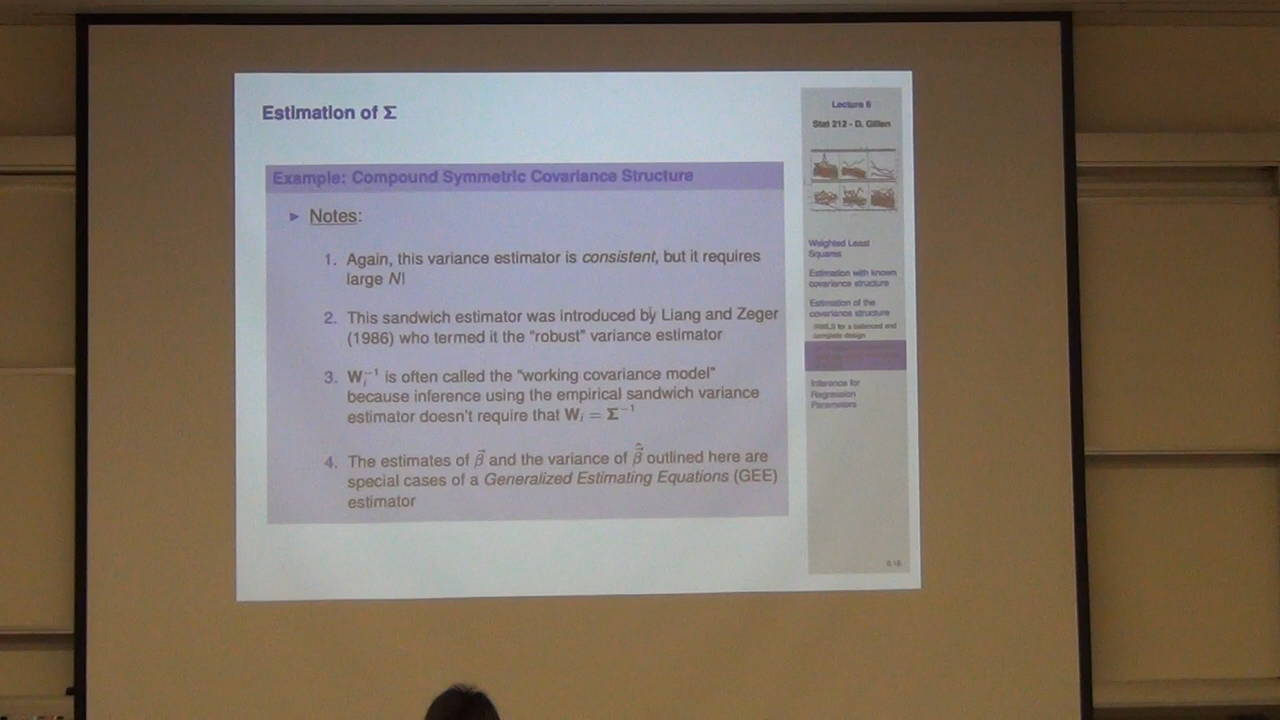 Estimation of Σ
Example: Compound Symmetric Covariance Structure
▶ Notes:
1. Again, this variance estimator is consistent, but it requires
large N!
2. This sandwich estimator was introduced by Liang and Zeger
(1986) who termed it the "robust" variance estimator
3. Wᵢ⁻¹ is often called the "working covariance model"
because inference using the empirical sandwich variance
estimator doesn't require that Wᵢ = Σ⁻¹
4. The estimates of β⃗ and the variance of β⃗̂ outlined here are
special cases of a Generalized Estimating Equations (GEE)
estimator
Lecture 6
Stat 212 - D. Gillen
Weighted Least
Squares
Estimation with known
covariance structure
Estimation of the
covariance structure
for a balanced and
complete design
Inference for
Regression
Parameters